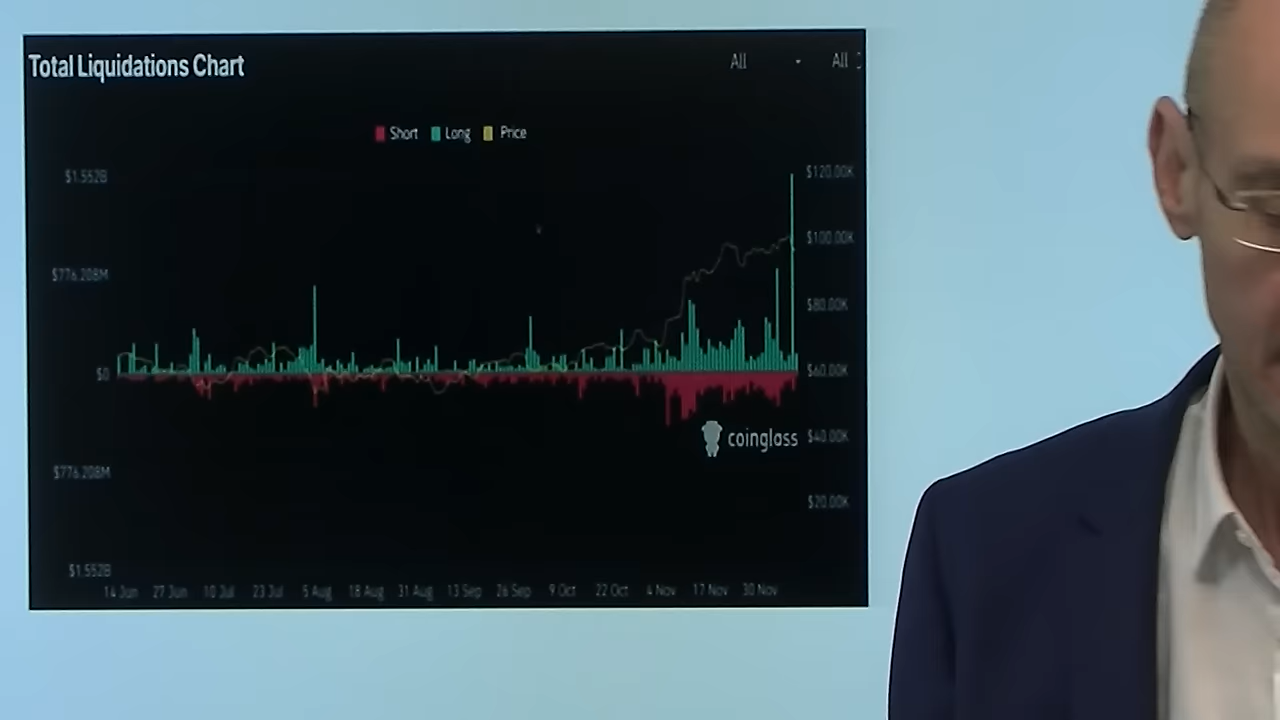 Total Liquidations Chart
All
All
Short Long Price
$1.552B
$776.208M
$0
$776.208M
$1.552B
$120.00K
$100.00K
$80.00K
$60.00K
$40.00K
$20.00K
coinglass
14 Jun 27 Jun 10 Jul 23 Jul 5 Aug 18 Aug 31 Aug 13 Sep 26 Sep 9 Oct 22 Oct 4 Nov 17 Nov 30 Nov